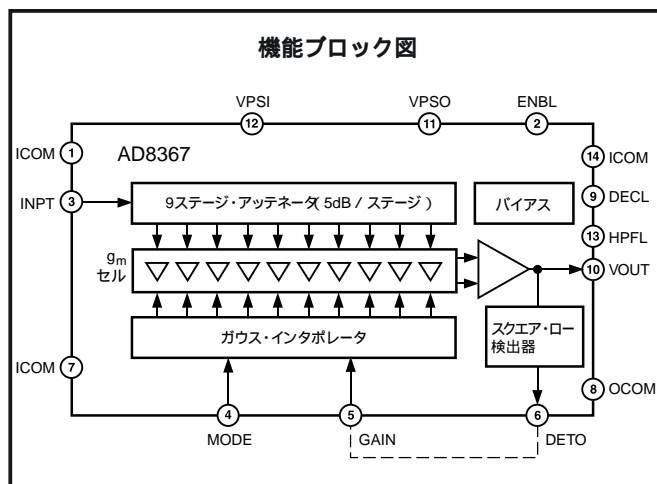 機能ブロック図
VPSI
VPSO
ENBL
12
11
2
ICOM
1
AD8367
14
ICOM
INPT
3
9ステージ・アッテネータ(5dB / ステージ)
バイアス
9
DECL
13
HPFL
gm
セル
10
VOUT
ガウス・インタポレータ
スクエア・ロー
検出器
ICOM
7
8
OCOM
4
5
6
MODE
GAIN
DETO